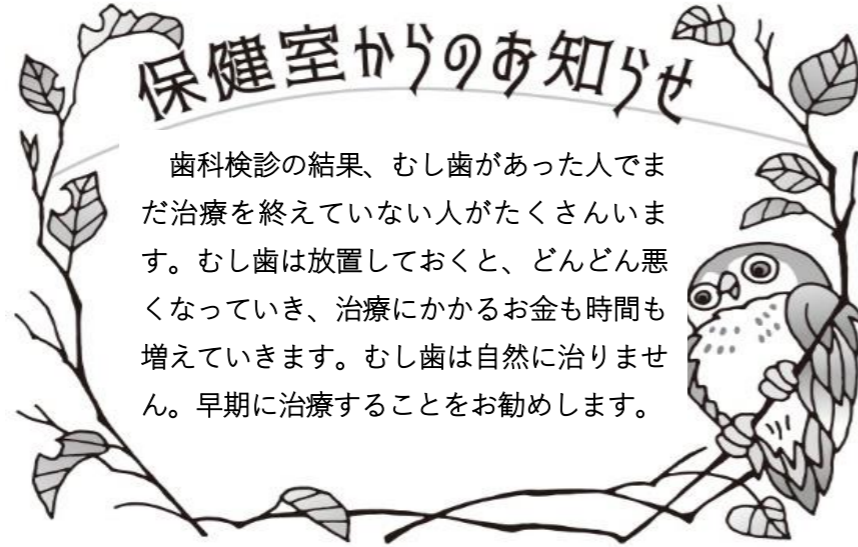 保健室からのお知らせ
　歯科検診の結果、むし歯があった人でま
だ治療を終えていない人がたくさんいま
す。むし歯は放置しておくと、どんどん悪
くなっていき、治療にかかるお金も時間も
増えていきます。むし歯は自然に治りませ
ん。早期に治療することをお勧めします。